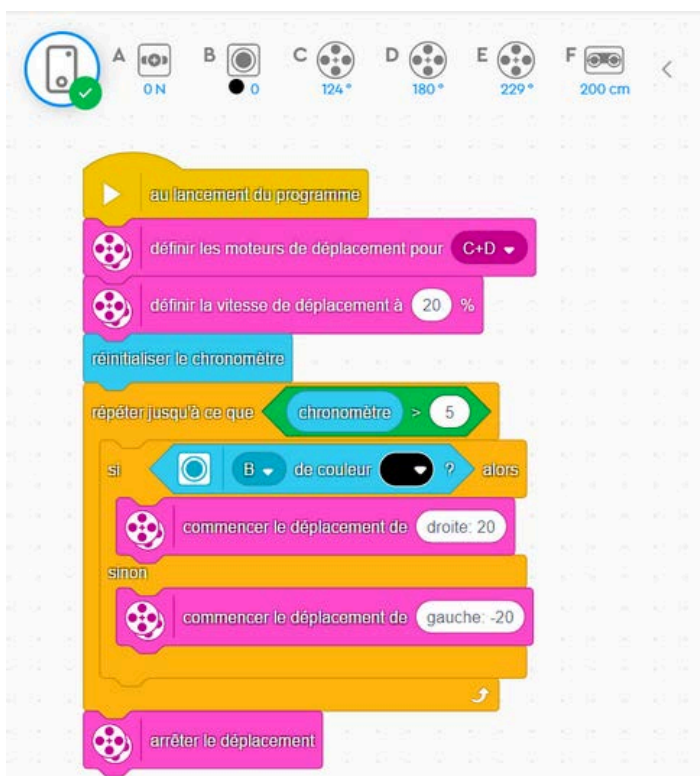 A B C D E F
0 N 0 124° 180° 229° 200 cm
au lancement du programme
définir les moteurs de déplacement pour C+D
définir la vitesse de déplacement à 20 %
réinitialiser le chronomètre
répéter jusqu'à ce que chronomètre > 5
si B de couleur ? alors
commencer le déplacement de droite: 20
sinon
commencer le déplacement de gauche: -20
arrêter le déplacement